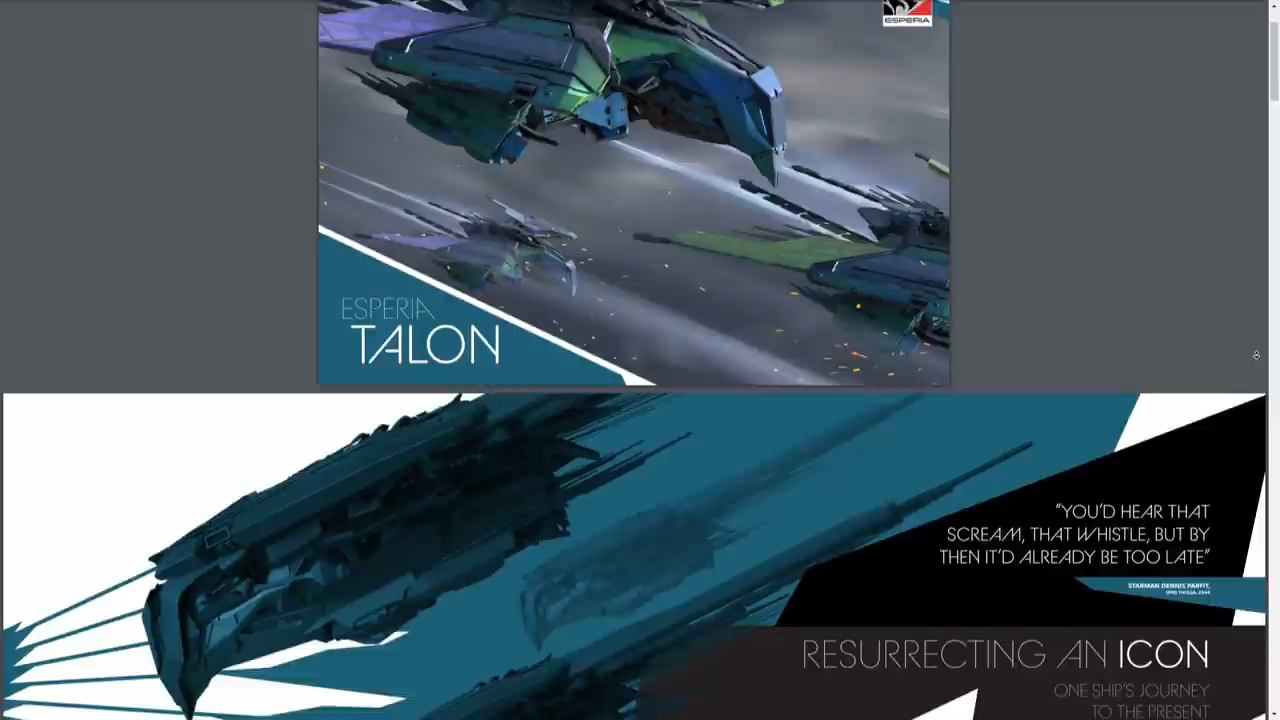 ESPERIA
ESPERIA
TALON
"YOU'D HEAR THAT
SCREAM, THAT WHISTLE, BUT BY
THEN IT'D ALREADY BE TOO LATE"
STARMAN DENNIS PARFIT,
RESURRECTING AN ICON
ONE SHIP'S JOURNEY
TO THE PRESENT